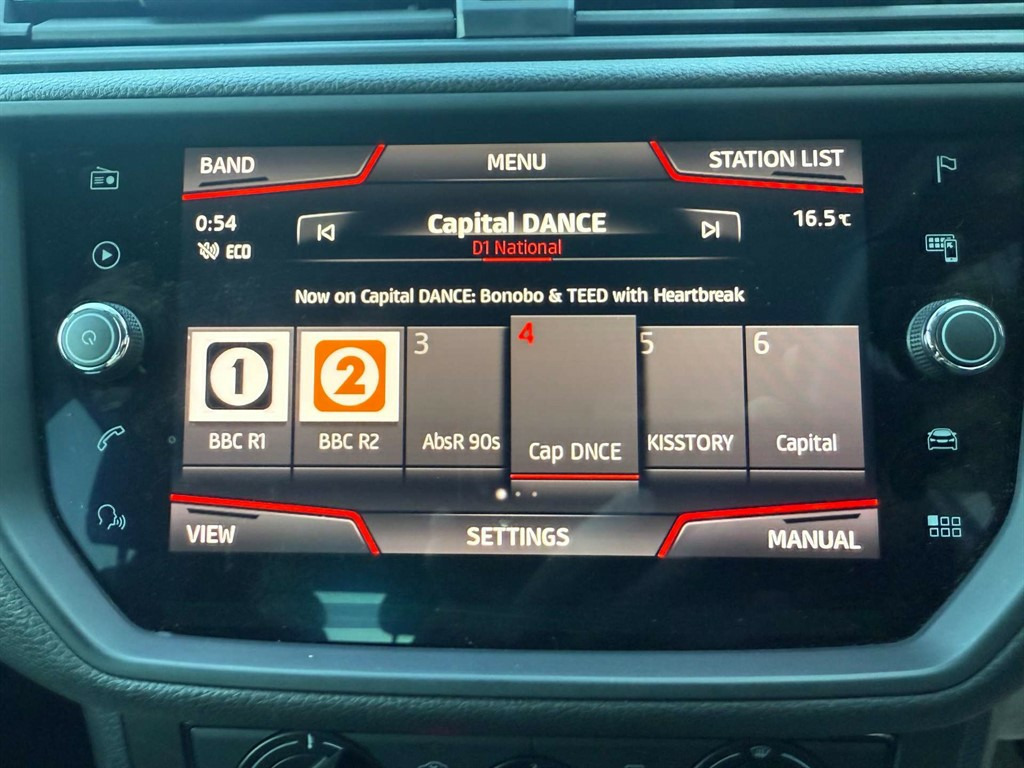 BAND MENU STATION LIST
0:54 Capital DANCE 16.5°C
ECO D1 National
Now on Capital DANCE: Bonobo & TEED with Heartbreak
1 2 3 4 5 6
BBC R1 BBC R2 AbsR 90s Cap DNCE KISSTORY Capital
VIEW SETTINGS MANUAL